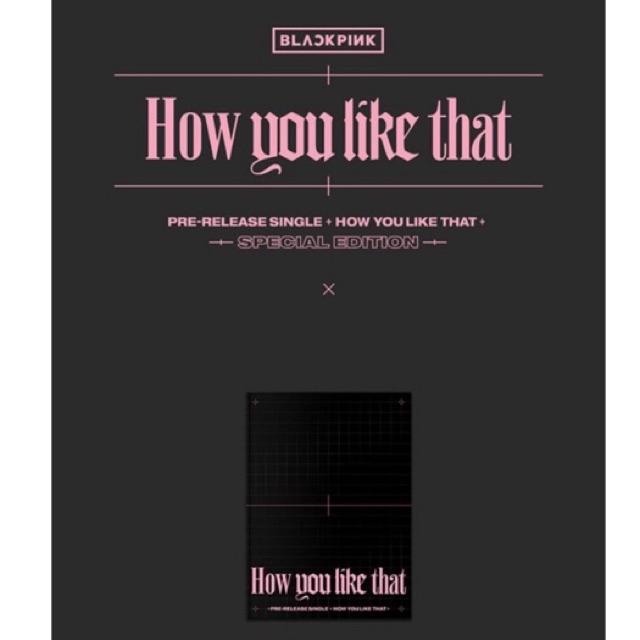 BLACKPINK
How you like that
PRE-RELEASE SINGLE + HOW YOU LIKE THAT +
SPECIAL EDITION
How you like that
+PRE-RELEASE SINGLE + HOW YOU LIKE THAT+